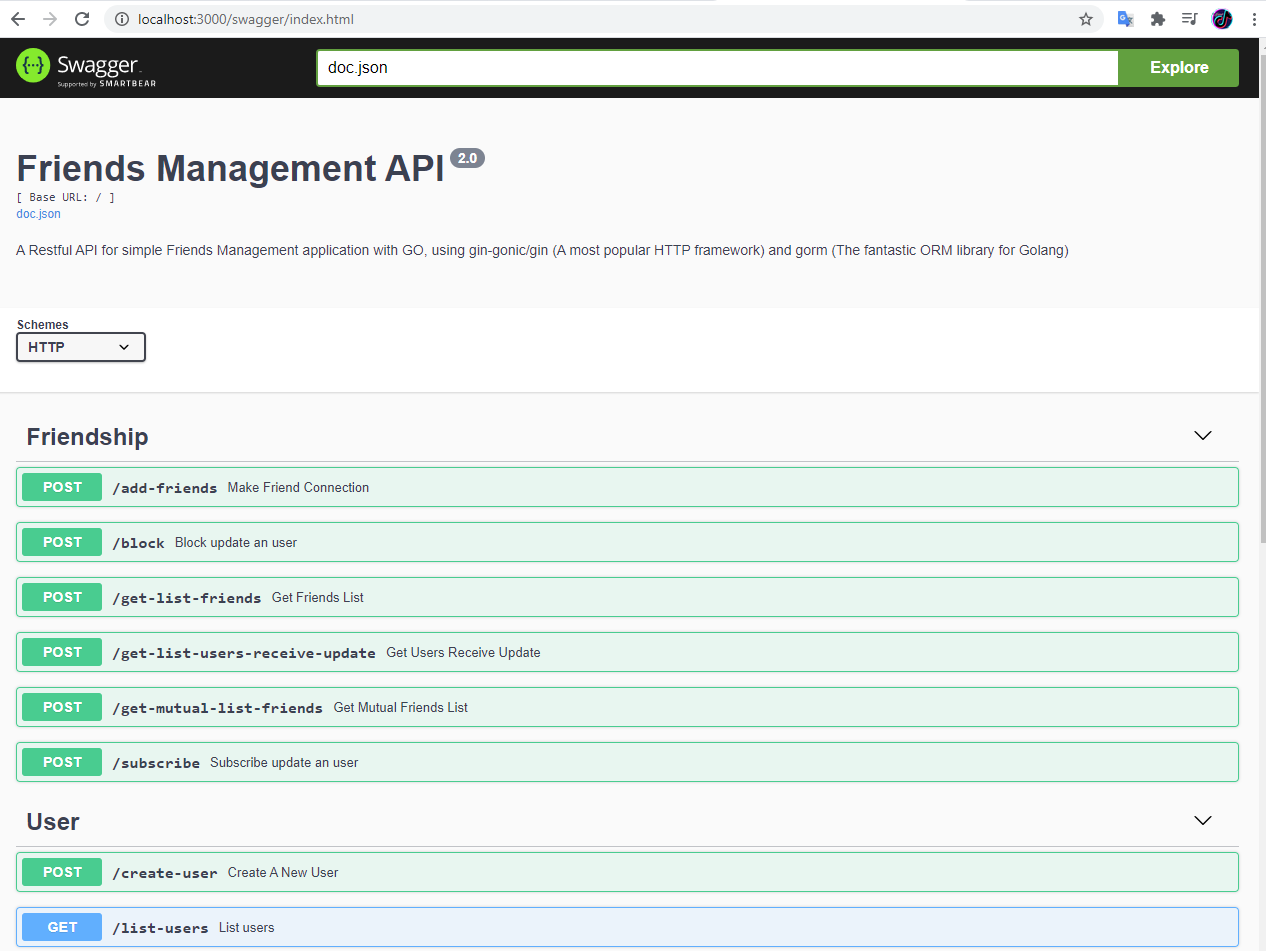 localhost:3000/swagger/index.html
Swagger
Supported by SMARTBEAR
doc.json
Explore
Friends Management API 2.0
[ Base URL: / ]
doc.json
A Restful API for simple Friends Management application with GO, using gin-gonic/gin (A most popular HTTP framework) and gorm (The fantastic ORM library for Golang)
Schemes
HTTP
Friendship
POST /add-friends Make Friend Connection
POST /block Block update an user
POST /get-list-friends Get Friends List
POST /get-list-users-receive-update Get Users Receive Update
POST /get-mutual-list-friends Get Mutual Friends List
POST /subscribe Subscribe update an user
User
POST /create-user Create A New User
GET /list-users List users